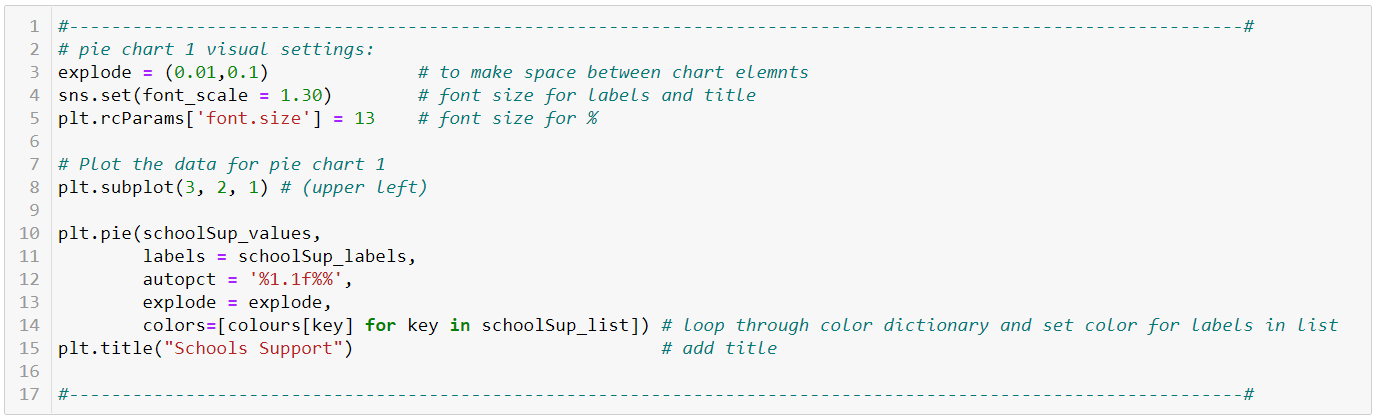 1 #---------------------------------------------------------------------------------------------------------------#
2 # pie chart 1 visual settings:
3 explode = (0.01,0.1)              # to make space between chart elemnts
4 sns.set(font_scale = 1.30)        # font size for labels and title
5 plt.rcParams['font.size'] = 13    # font size for %
6
7 # Plot the data for pie chart 1
8 plt.subplot(3, 2, 1) # (upper left)
9
10 plt.pie(schoolSup_values,
11         labels = schoolSup_labels,
12         autopct = '%1.1f%%',
13         explode = explode,
14         colors=[colours[key] for key in schoolSup_list]) # loop through color dictionary and set color for labels in list
15 plt.title("Schools Support")                             # add title
16
17 #---------------------------------------------------------------------------------------------------------------#